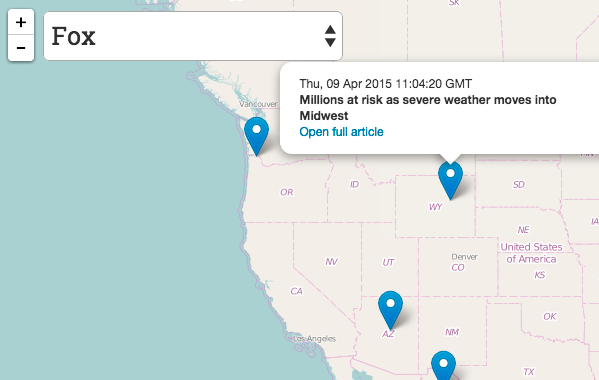 SK
+
-
Fox
Thu, 09 Apr 2015 11:04:20 GMT
Millions at risk as severe weather moves into
Midwest
Open full article
Vancouver
OR
ID
WY
SD
NE
United States
of America
IA
NV
UT
Denver
CO
KS
CA
AZ
NM
OK
Los Angeles
TX